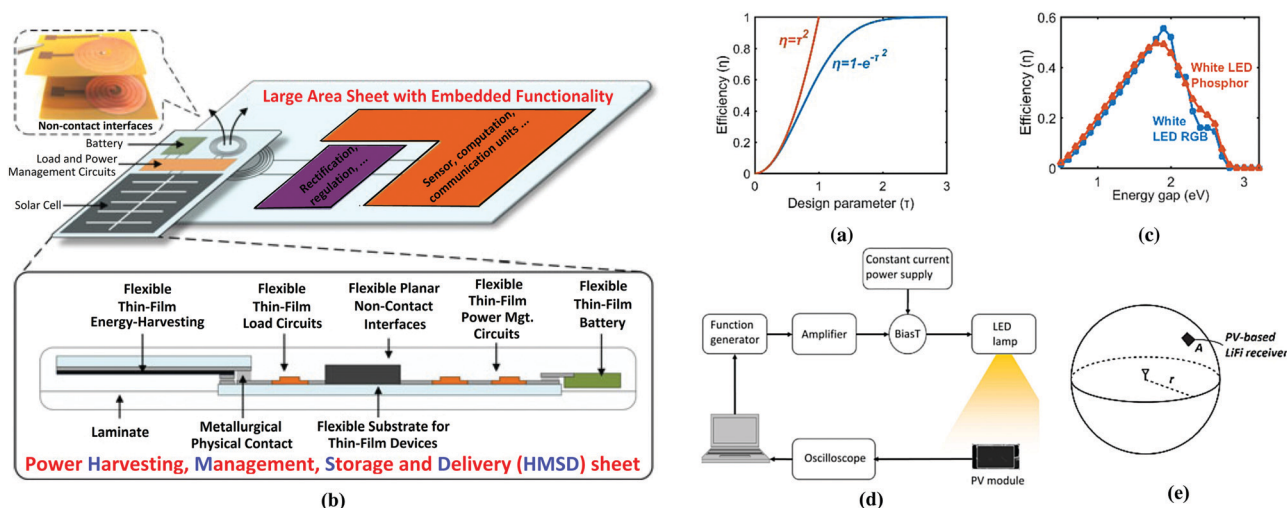 Non-contact interfaces
Battery
Load and Power
Management Circuits
Solar Cell
Large Area Sheet with Embedded Functionality
Rectification,
regulation, ...
Sensor, computation,
communication units ...
Flexible
Thin-Film
Energy-Harvesting
Flexible
Thin-Film
Load Circuits
Flexible Planar
Non-Contact
Interfaces
Flexible
Thin-Film
Power Mgt.
Circuits
Flexible
Thin-Film
Battery
Laminate
Metallurgical
Physical Contact
Flexible Substrate for
Thin-Film Devices
Power Harvesting, Management, Storage and Delivery (HMSD) sheet
(b)
Efficiency (η)
1
0.8
0.6
0.4
0.2
0
η=τ²
η=1-e^-τ²
0 1 2 3
Design parameter (τ)
(a)
Efficiency (η)
0.6
0.4
0.2
0
White LED
Phosphor
White
LED RGB
1 2 3
Energy gap (eV)
(c)
Constant current
power supply
Function
generator
Amplifier
BiasT
LED
lamp
Oscilloscope
PV module
(d)
PV-based
LiFi receiver
A
r
(e)